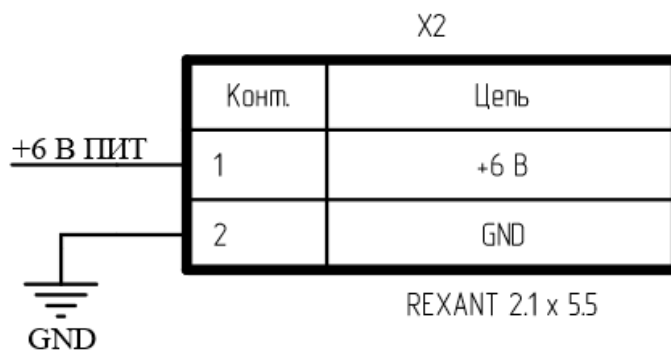 X2
Конт. Цепь
+6 В ПИТ 1 +6 В
2 GND
REXANT 2.1 x 5.5
GND